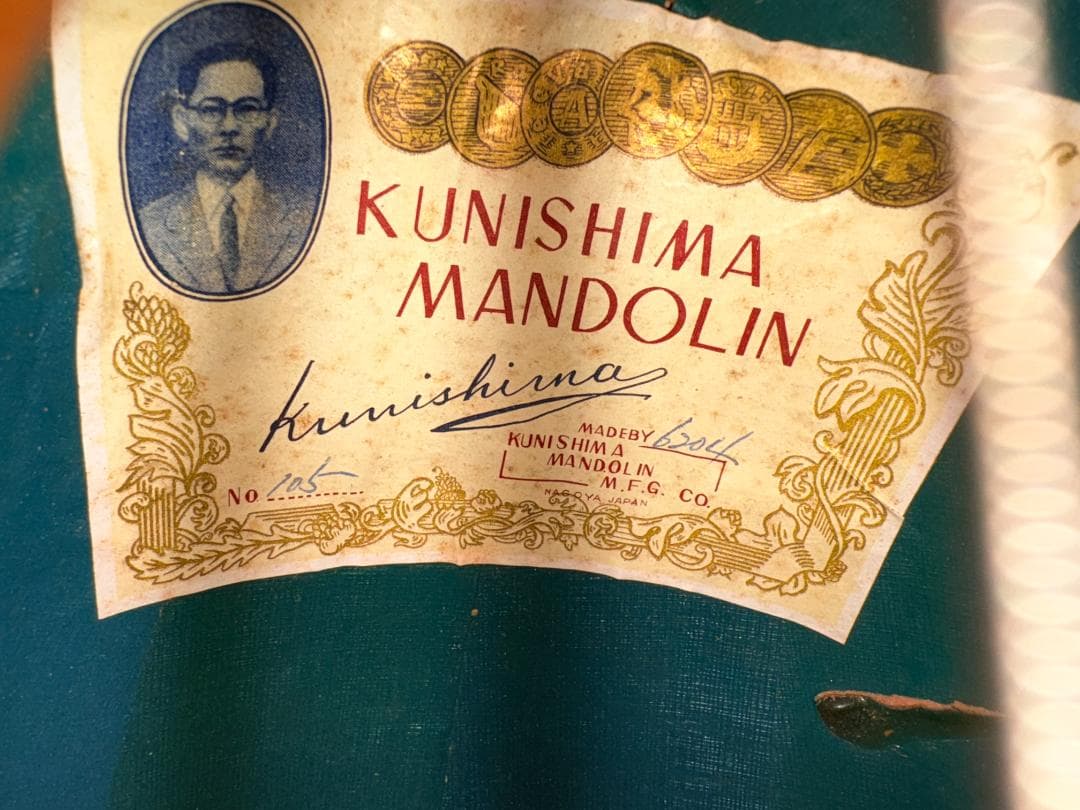 KUNISHIMA
MANDOLIN
Kunishima
MADE BY 6204
KUNISHIMA
MANDOLIN
M.F.G. CO.
NAGOYA JAPAN
No 105